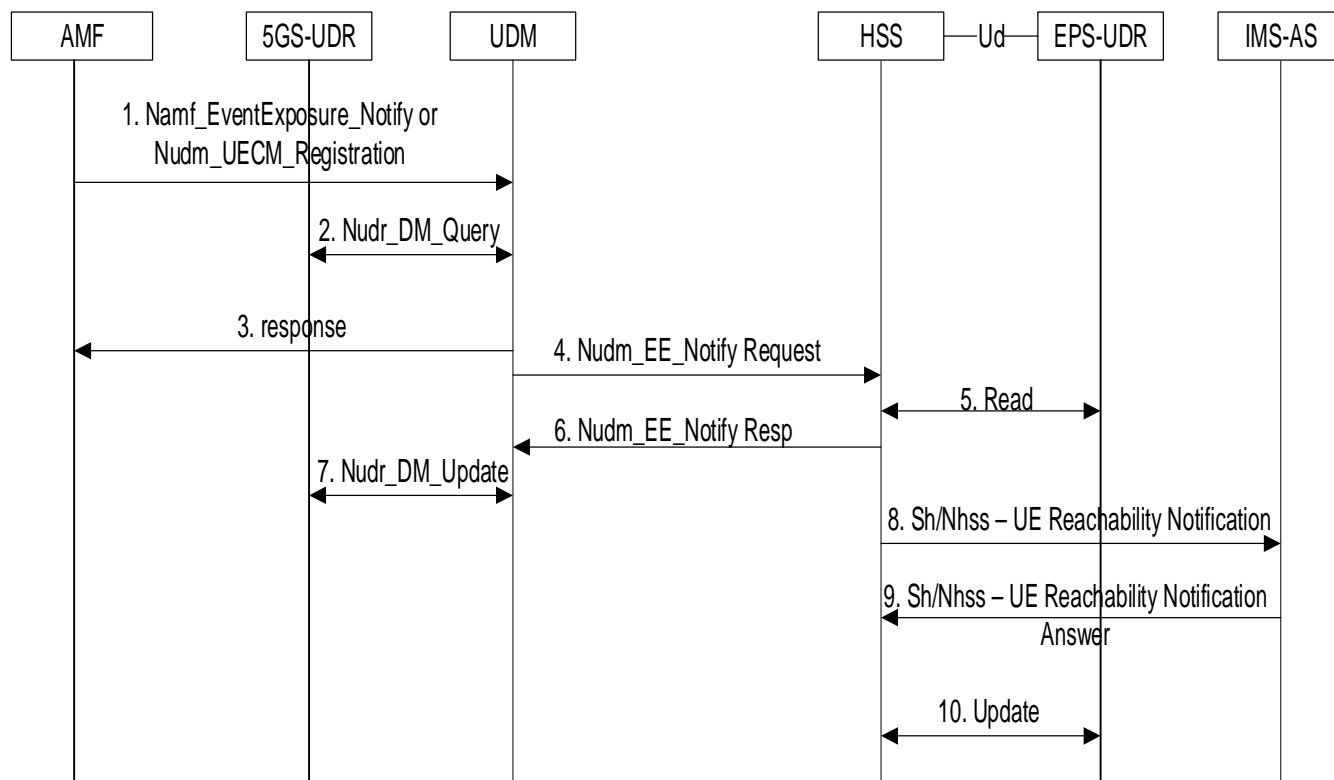 AMF
5GS-UDR
UDM
HSS
Ud
EPS-UDR
IMS-AS
1. Namf_EventExposure_Notify or
Nudm_UECM_Registration
2. Nudr_DM_Query
3. response
4. Nudm_EE_Notify Request
5. Read
6. Nudm_EE_Notify Resp
7. Nudr_DM_Update
8. Sh/Nhss – UE Reachability Notification
9. Sh/Nhss – UE Reachability Notification
Answer
10. Update